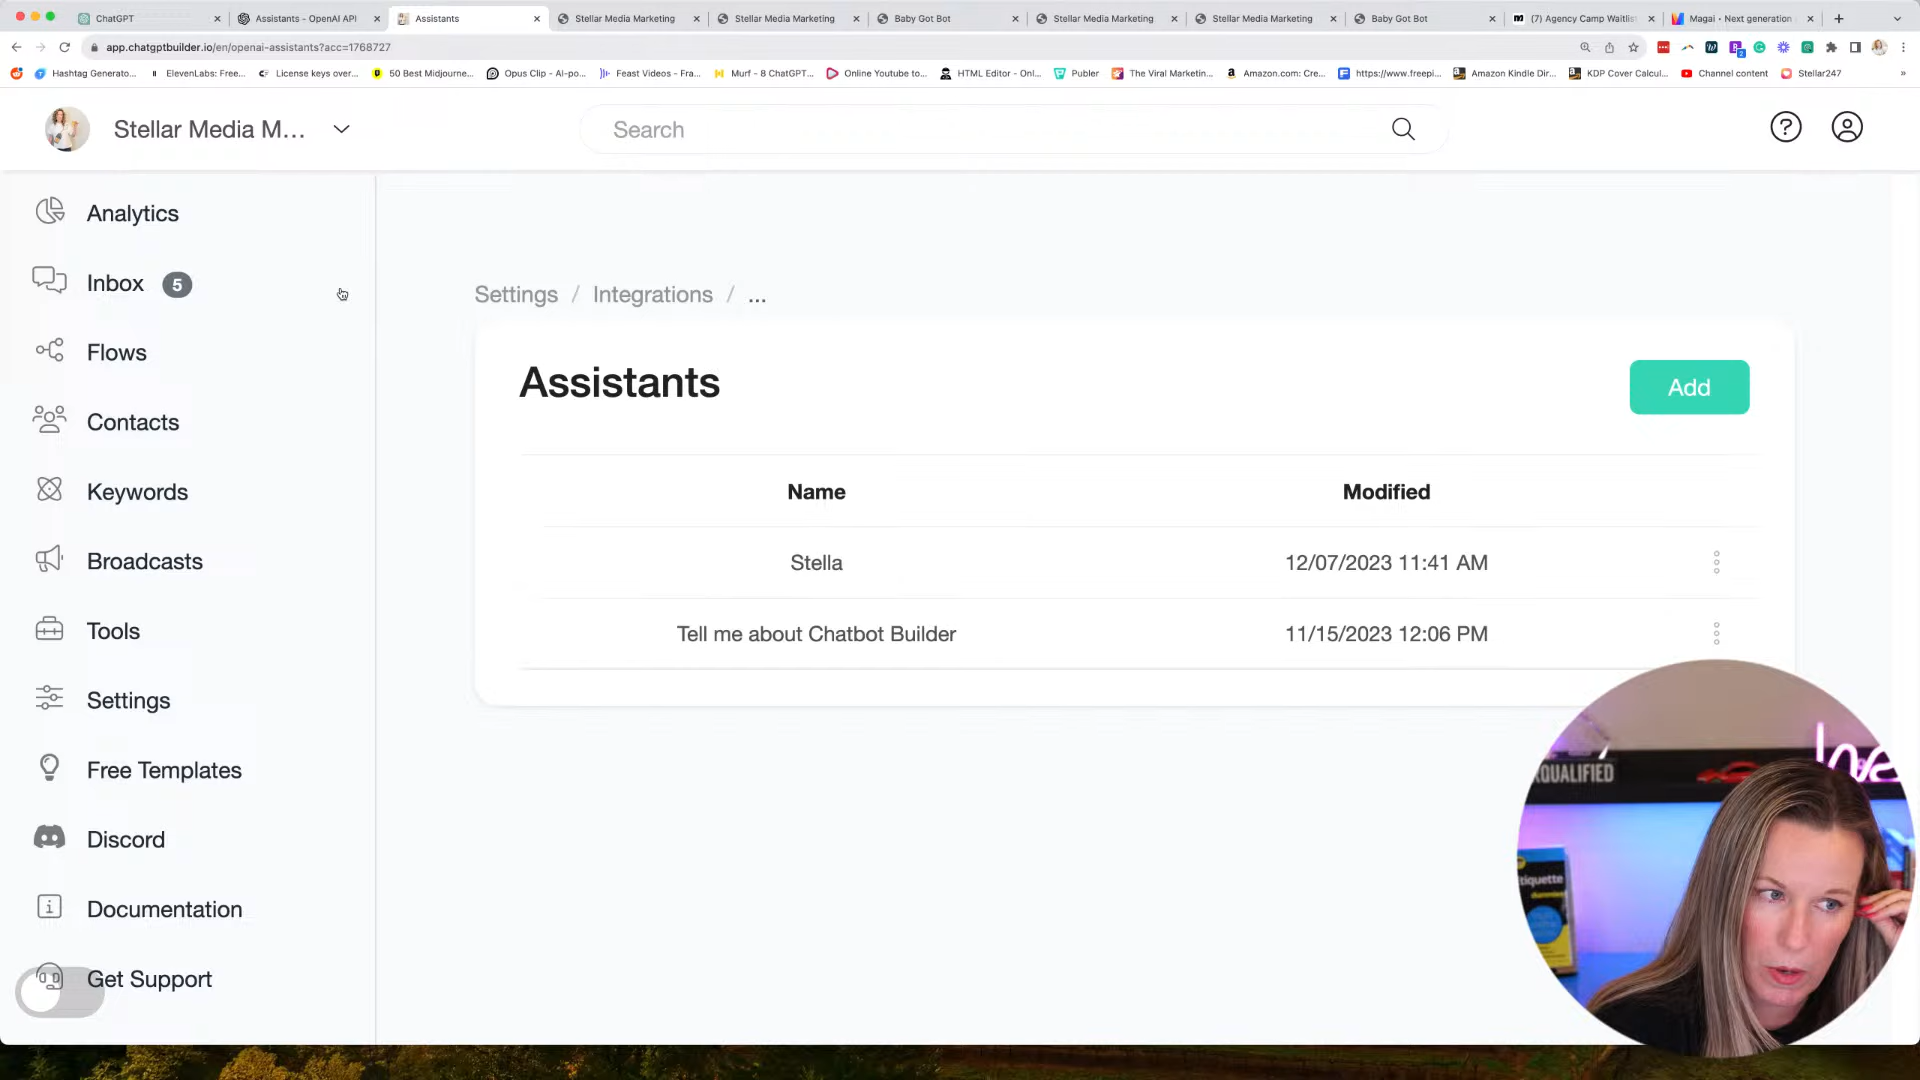 ChatGPT
Assistants - OpenAI API
Assistants
Stellar Media Marketing
Stellar Media Marketing
Baby Got Bot
Stellar Media Marketing
Stellar Media Marketing
Baby Got Bot
(7) Agency Camp Waitlis
Magai • Next generation
app.chatgptbuilder.io/en/openai-assistants?acc=1768727
Hashtag Generato...
ElevenLabs: Free...
License keys over...
50 Best Midjourne...
Opus Clip - AI-po...
Feast Videos - Fra...
Murf - 8 ChatGPT...
Online Youtube to...
HTML Editor - Onl...
Publer
The Viral Marketin...
Amazon.com: Cre...
https://www.freepi...
Amazon Kindle Dir...
KDP Cover Calcul...
Channel content
Stellar247
Stellar Media M...
Search
Analytics
Inbox 5
Flows
Contacts
Keywords
Broadcasts
Tools
Settings
Free Templates
Discord
Documentation
Get Support
Settings / Integrations / ...
Assistants
Add
Name Modified
Stella 12/07/2023 11:41 AM
Tell me about Chatbot Builder 11/15/2023 12:06 PM
QUALIFIED
tiquette